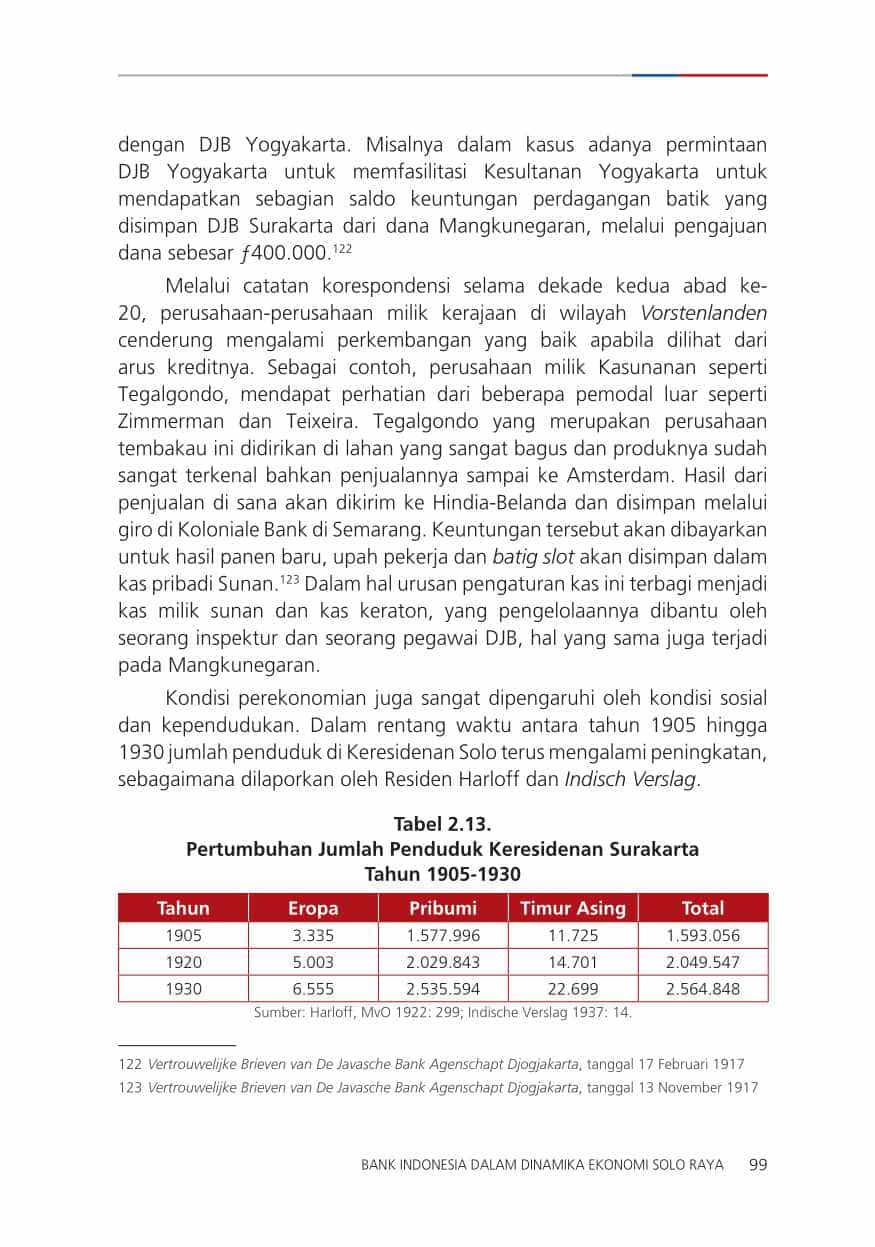 dengan DJB Yogyakarta. Misalnya dalam kasus adanya permintaan
DJB Yogyakarta untuk memfasilitasi Kesultanan Yogyakarta untuk
mendapatkan sebagian saldo keuntungan perdagangan batik yang
disimpan DJB Surakarta dari dana Mangkunegaran, melalui pengajuan
dana sebesar ƒ400.000.122
Melalui catatan korespondensi selama dekade kedua abad ke-
20, perusahaan-perusahaan milik kerajaan di wilayah Vorstenlanden
cenderung mengalami perkembangan yang baik apabila dilihat dari
arus kreditnya. Sebagai contoh, perusahaan milik Kasunanan seperti
Tegalgondo, mendapat perhatian dari beberapa pemodal luar seperti
Zimmerman dan Teixeira. Tegalgondo yang merupakan perusahaan
tembakau ini didirikan di lahan yang sangat bagus dan produknya sudah
sangat terkenal bahkan penjualannya sampai ke Amsterdam. Hasil dari
penjualan di sana akan dikirim ke Hindia-Belanda dan disimpan melalui
giro di Koloniale Bank di Semarang. Keuntungan tersebut akan dibayarkan
untuk hasil panen baru, upah pekerja dan batig slot akan disimpan dalam
kas pribadi Sunan.123 Dalam hal urusan pengaturan kas ini terbagi menjadi
kas milik sunan dan kas keraton, yang pengelolaannya dibantu oleh
seorang inspektur dan seorang pegawai DJB, hal yang sama juga terjadi
pada Mangkunegaran.
Kondisi perekonomian juga sangat dipengaruhi oleh kondisi sosial
dan kependudukan. Dalam rentang waktu antara tahun 1905 hingga
1930 jumlah penduduk di Keresidenan Solo terus mengalami peningkatan,
sebagaimana dilaporkan oleh Residen Harloff dan Indisch Verslag.
Tabel 2.13.
Pertumbuhan Jumlah Penduduk Keresidenan Surakarta
Tahun 1905-1930
Tahun Eropa Pribumi Timur Asing Total
1905 3.335 1.577.996 11.725 1.593.056
1920 5.003 2.029.843 14.701 2.049.547
1930 6.555 2.535.594 22.699 2.564.848
Sumber: Harloff, MvO 1922: 299; Indische Verslag 1937: 14.
122 Vertrouwelijke Brieven van De Javasche Bank Agenschapt Djogjakarta, tanggal 17 Februari 1917
123 Vertrouwelijke Brieven van De Javasche Bank Agenschapt Djogjakarta, tanggal 13 November 1917
BANK INDONESIA DALAM DINAMIKA EKONOMI SOLO RAYA 99